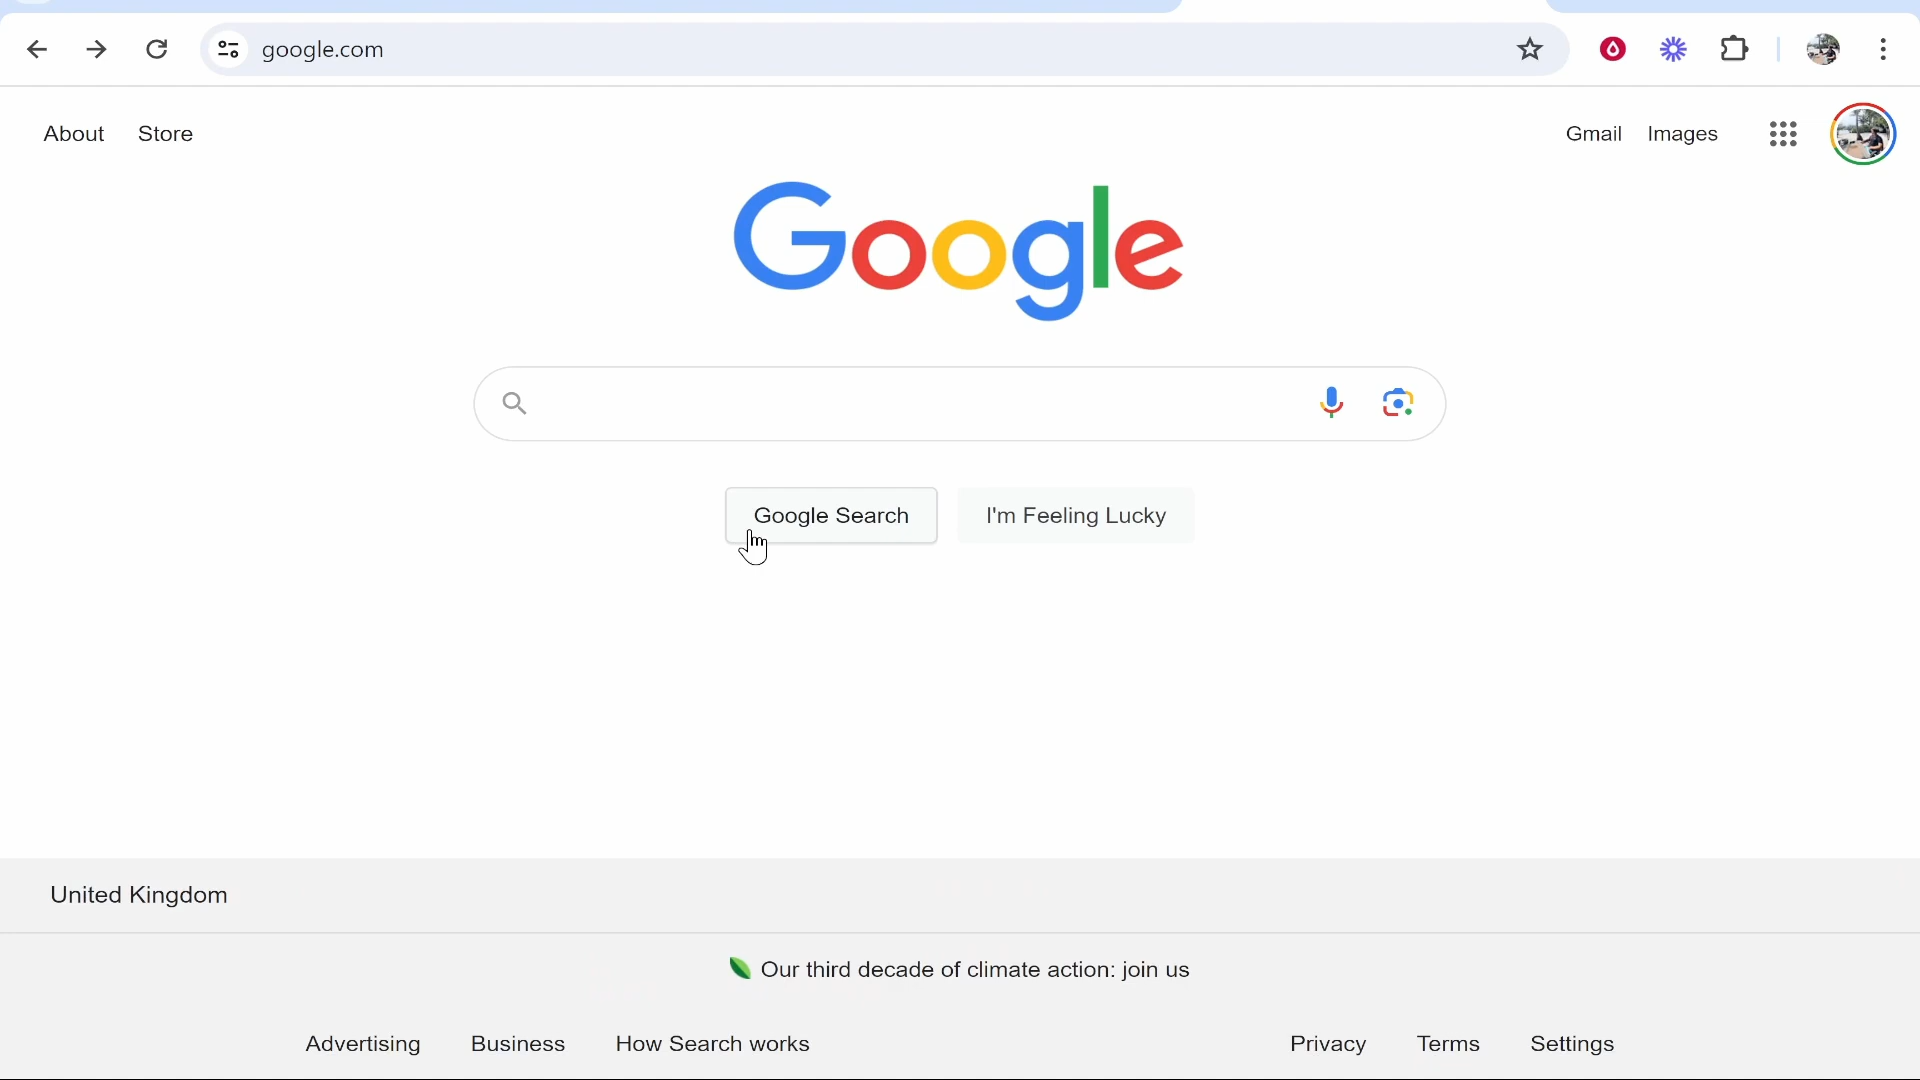 google.com
About Store Gmail Images
Google
Google Search I'm Feeling Lucky
United Kingdom
Our third decade of climate action: join us
Advertising Business How Search works Privacy Terms Settings